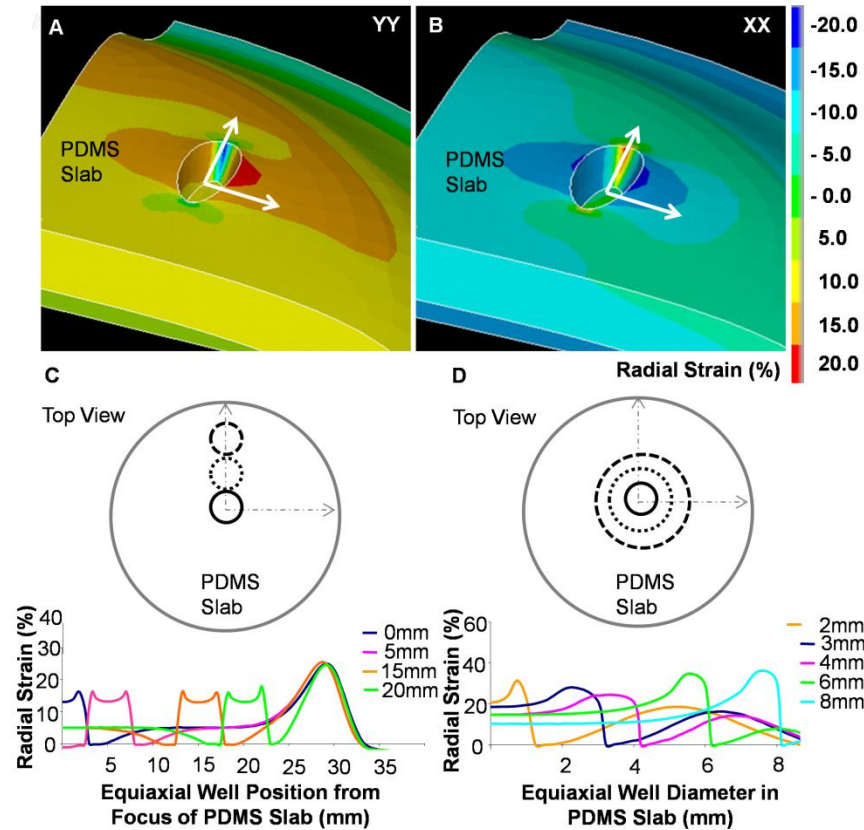 A
YY
PDMS
Slab
B
XX
PDMS
Slab
-20.0
-15.0
-10.0
- 5.0
- 0.0
5.0
10.0
15.0
20.0
Radial Strain (%)
C
Top View
PDMS
Slab
40
30
20
10
0
Radial Strain (%)
0mm
5mm
15mm
20mm
5 10 15 20 25 30 35
Equiaxial Well Position from
Focus of PDMS Slab (mm)
D
Top View
PDMS
Slab
60
40
20
0
Radial Strain (%)
2mm
3mm
4mm
6mm
8mm
2 4 6 8
Equiaxial Well Diameter in
PDMS Slab (mm)